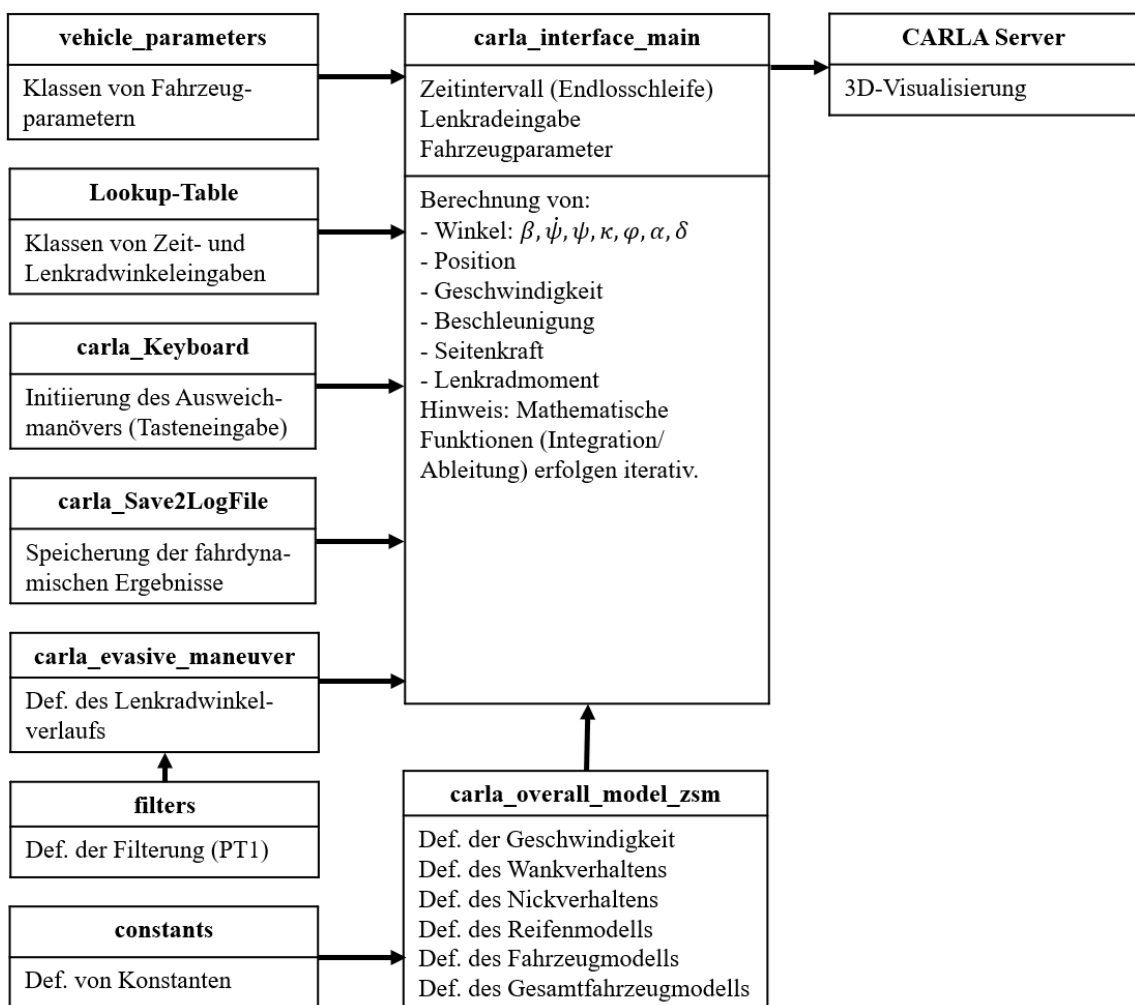 vehicle_parameters
Klassen von Fahrzeug-
parametern
Lookup-Table
Klassen von Zeit- und
Lenkradwinkeleingaben
carla_Keyboard
Initiierung des Ausweich-
manövers (Tasteneingabe)
carla_Save2LogFile
Speicherung der fahrdyna-
mischen Ergebnisse
carla_evasive_maneuver
Def. des Lenkradwinkel-
verlaufs
filters
Def. der Filterung (PT1)
constants
Def. von Konstanten
carla_interface_main
Zeitintervall (Endlosschleife)
Lenkradeingabe
Fahrzeugparameter
Berechnung von:
- Winkel: β, ψ̇, ψ, κ, φ, α, δ
- Position
- Geschwindigkeit
- Beschleunigung
- Seitenkraft
- Lenkradmoment
Hinweis: Mathematische
Funktionen (Integration/
Ableitung) erfolgen iterativ.
carla_overall_model_zsm
Def. der Geschwindigkeit
Def. des Wankverhaltens
Def. des Nickverhaltens
Def. des Reifenmodells
Def. des Fahrzeugmodells
Def. des Gesamtfahrzeugmodells
CARLA Server
3D-Visualisierung